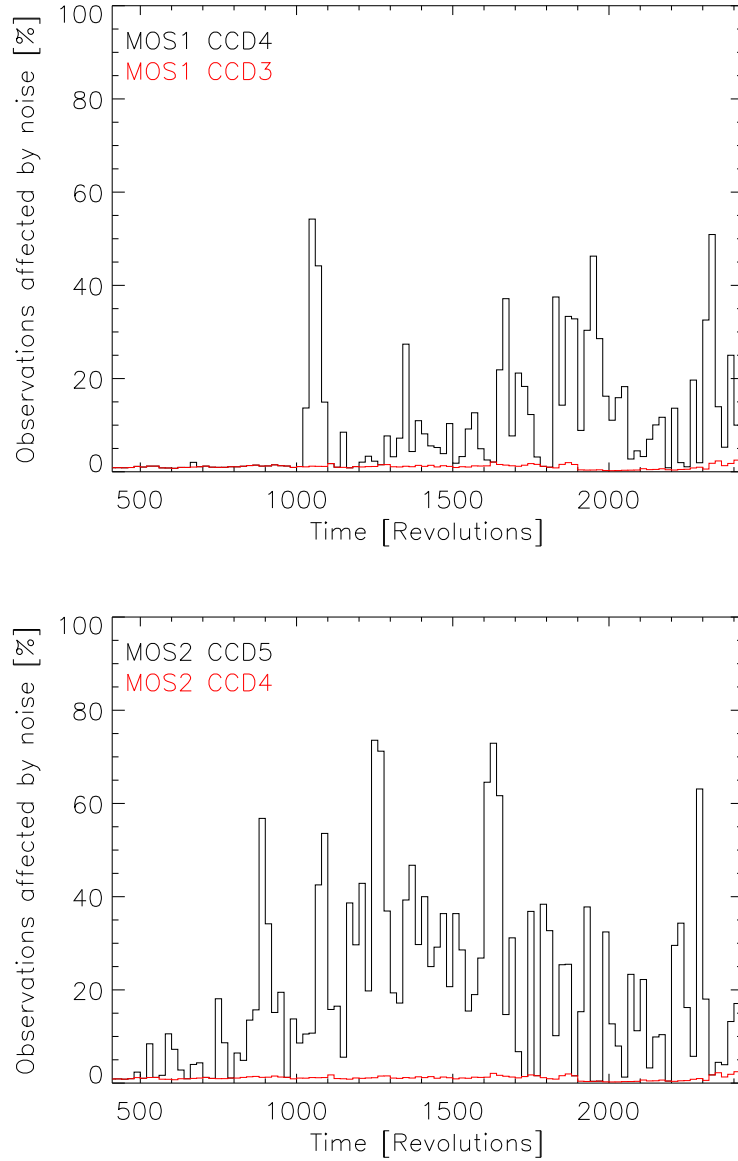 Observations affected by noise [%]
100
80
60
40
20
0
MOS1 CCD4
MOS1 CCD3
500 1000 1500 2000
Time [Revolutions]
Observations affected by noise [%]
100
80
60
40
20
0
MOS2 CCD5
MOS2 CCD4
500 1000 1500 2000
Time [Revolutions]